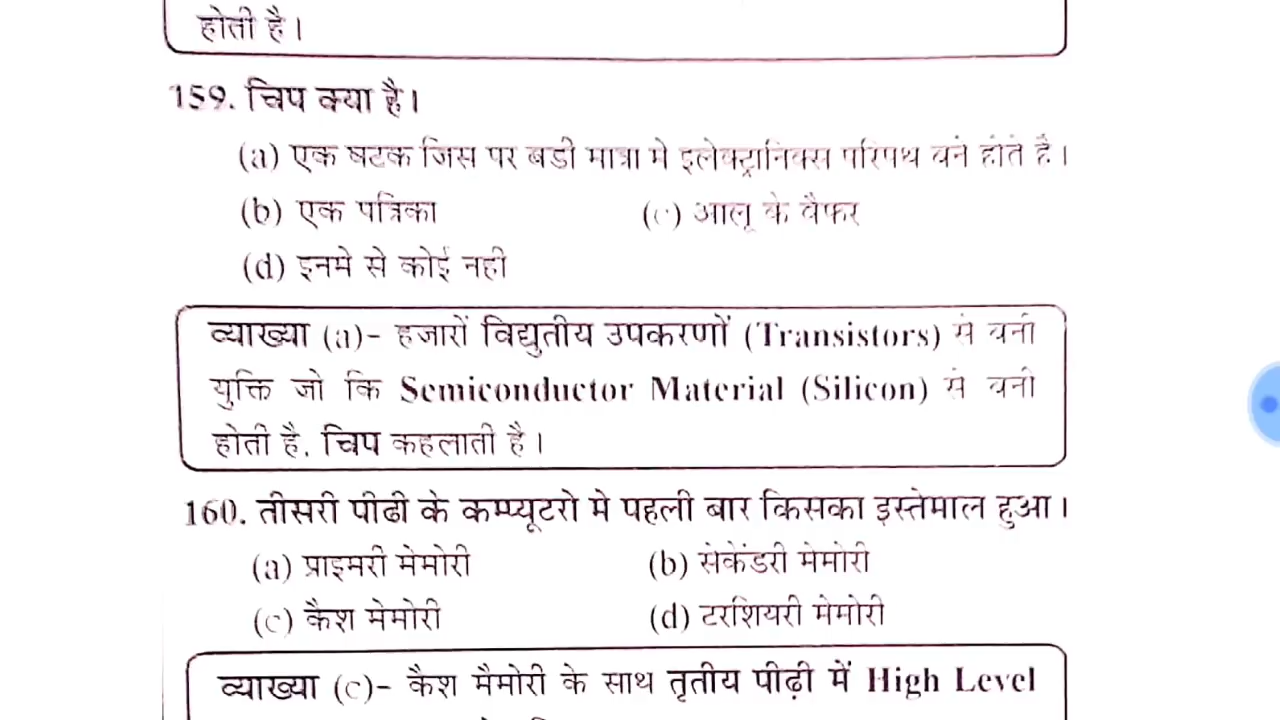 होती है।
159. चिप क्या है।
(a) एक षटक जिस पर बडी मात्रा मे इलेक्ट्रानिक्स परिपथ बने होते है।
(b) एक पत्रिका (c) आलू के वैफर
(d) इनमे से कोई नही
व्याख्या (a)- हजारों विद्युतीय उपकरणों (Transistors) से बनी
युक्ति जो कि Semiconductor Material (Silicon) से बनी
होती है, चिप कहलाती है।
160. तीसरी पीढी के कम्प्यूटरो मे पहली बार किसका इस्तेमाल हुआ।
(a) प्राइमरी मेमोरी (b) सेकेंडरी मेमोरी
(c) कैश मेमोरी (d) टरशियरी मेमोरी
व्याख्या (c)- कैश मैमोरी के साथ तृतीय पीढ़ी में High Level